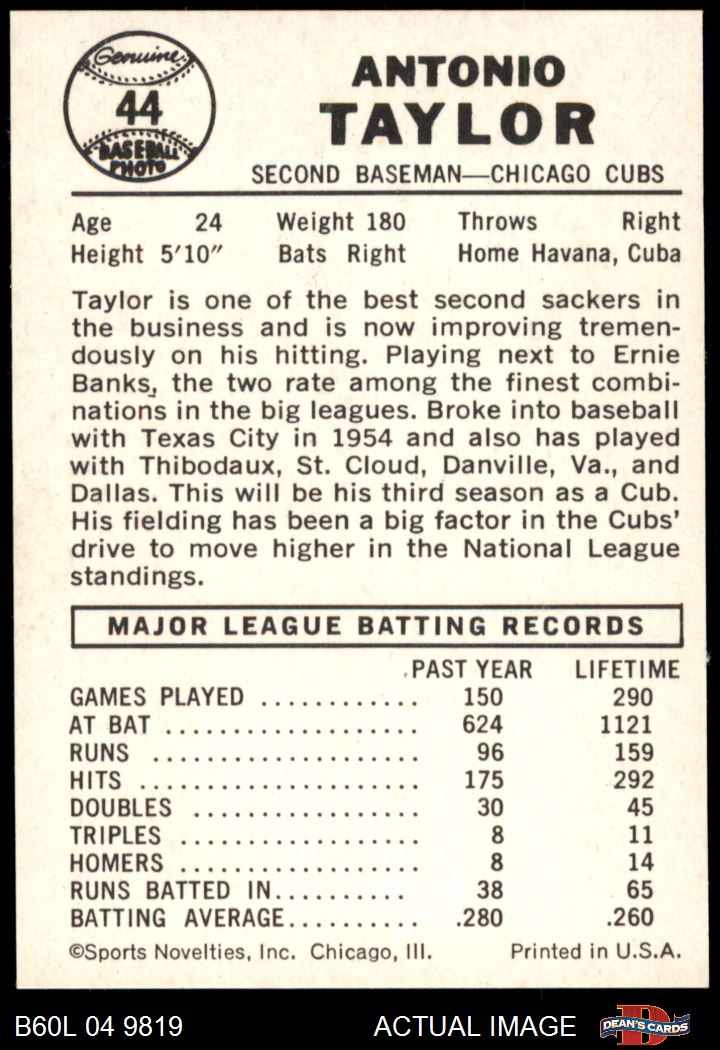 Genuine
44
BASEBALL
PHOTO
ANTONIO
TAYLOR
SECOND BASEMAN—CHICAGO CUBS
Age 24 Weight 180 Throws Right
Height 5'10" Bats Right Home Havana, Cuba
Taylor is one of the best second sackers in
the business and is now improving tremen-
dously on his hitting. Playing next to Ernie
Banks, the two rate among the finest combi-
nations in the big leagues. Broke into baseball
with Texas City in 1954 and also has played
with Thibodaux, St. Cloud, Danville, Va., and
Dallas. This will be his third season as a Cub.
His fielding has been a big factor in the Cubs'
drive to move higher in the National League
standings.
MAJOR LEAGUE BATTING RECORDS
PAST YEAR LIFETIME
GAMES PLAYED ............ 150 290
AT BAT .................... 624 1121
RUNS ..................... 96 159
HITS ...................... 175 292
DOUBLES .................. 30 45
TRIPLES ................... 8 11
HOMERS ................... 8 14
RUNS BATTED IN.......... 38 65
BATTING AVERAGE.......... .280 .260
©Sports Novelties, Inc. Chicago, Ill. Printed in U.S.A.
B60L 04 9819 ACTUAL IMAGE D DEAN'S CARDS